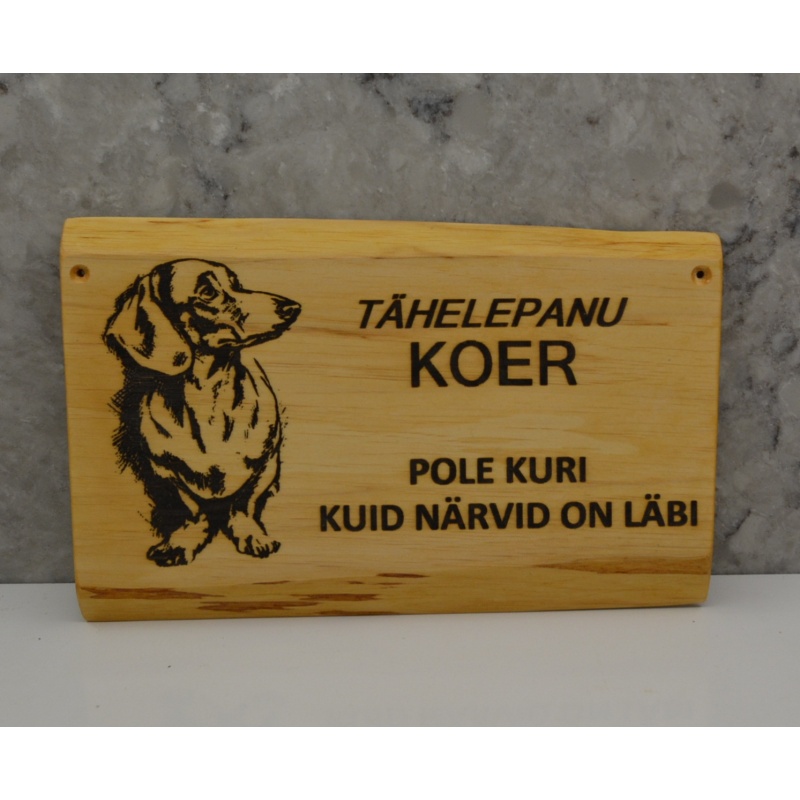 TÄHELEPANU
KOER
POLE KURI
KUID NÄRVID ON LÄBI